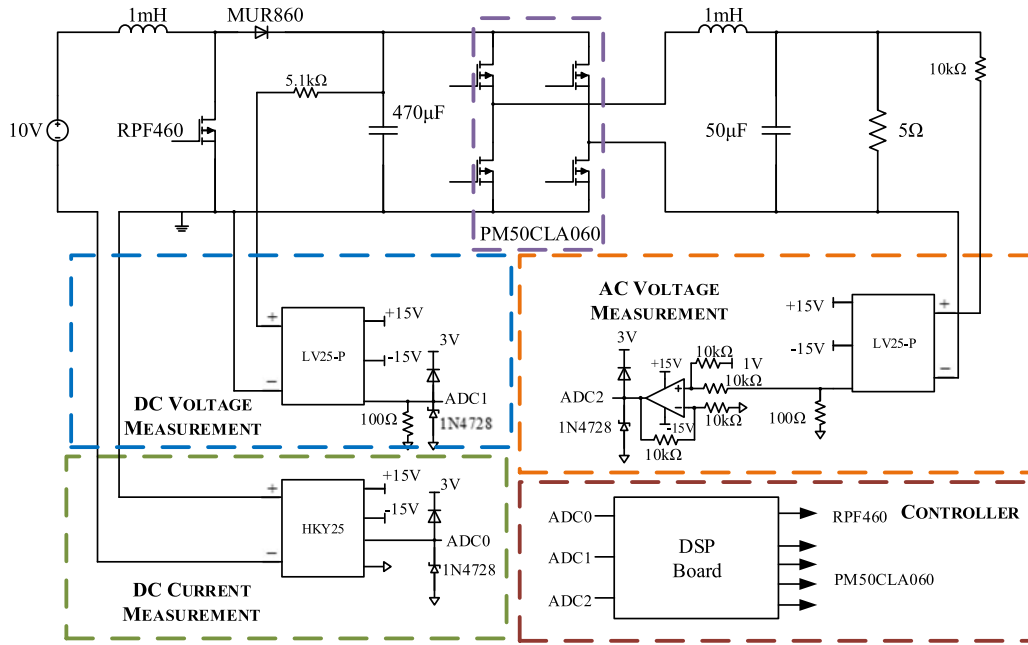 1mH
MUR860
1mH
5.1kΩ
10kΩ
470μF
10V
RPF460
50μF
5Ω
PM50CLA060
+
LV25-P
−
+15V
-15V
3V
ADC1
100Ω
1N4728
DC VOLTAGE
MEASUREMENT
AC VOLTAGE
MEASUREMENT
3V
+15V
10kΩ
1V
10kΩ
ADC2
+
−
1N4728
-15V
10kΩ
10kΩ
100Ω
+15V
-15V
LV25-P
+
−
+
HKY25
−
+15V
-15V
3V
ADC0
1N4728
DC CURRENT
MEASUREMENT
ADC0
ADC1
ADC2
DSP
Board
RPF460
CONTROLLER
PM50CLA060